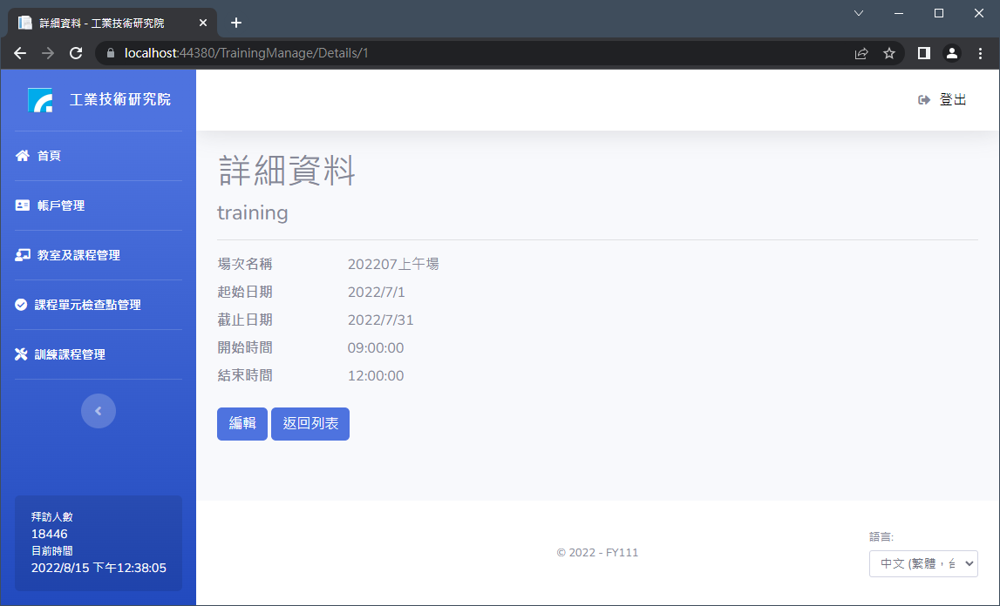 詳細資料 - 工業技術研究院
localhost:44380/TrainingManage/Details/1
工業技術研究院
登出
首頁
帳戶管理
教室及課程管理
課程單元檢查點管理
訓練課程管理
拜訪人數
18446
目前時間
2022/8/15 下午12:38:05
詳細資料
training
場次名稱 202207上午場
起始日期 2022/7/1
截止日期 2022/7/31
開始時間 09:00:00
結束時間 12:00:00
編輯 返回列表
© 2022 - FY111
語言:
中文 (繁體，台